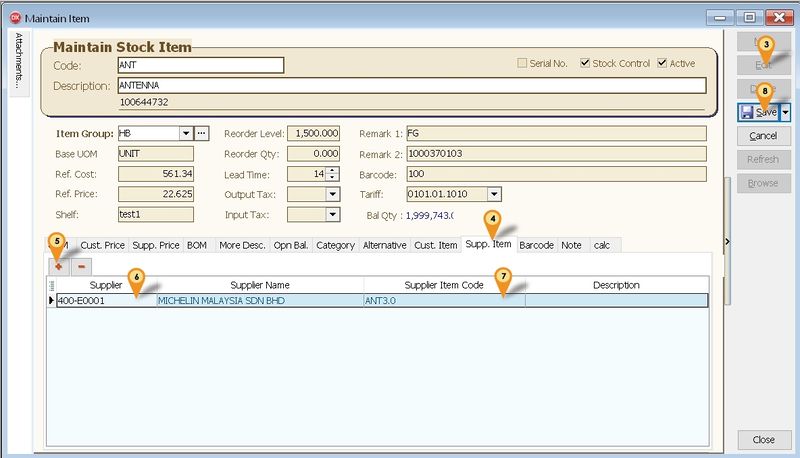 Maintain Item
Attachments...
Maintain Stock Item
Code: ANT
Serial No. Stock Control Active
Description: ANTENNA
100644732
3
Edit
8
Save
Cancel
Refresh
Browse
Item Group: HB ... Reorder Level: 1,500.000 Remark 1: FG
Base UOM UNIT Reorder Qty: 0.000 Remark 2: 1000370103
Ref. Cost: 561.34 Lead Time: 14 Barcode: 100
Ref. Price: 22.625 Output Tax: Tariff: 0101.01.1010
Shelf: test1 Input Tax: Bal Qty : 1,999,743.0
4
Cust. Price Supp. Price BOM More Desc. Opn Bal. Category Alternative Cust. Item Supp. Item Barcode Note calc
5
+ -
6 7
Supplier Supplier Name Supplier Item Code Description
400-E0001 MICHELIN MALAYSIA SDN BHD ANT3.0
Close